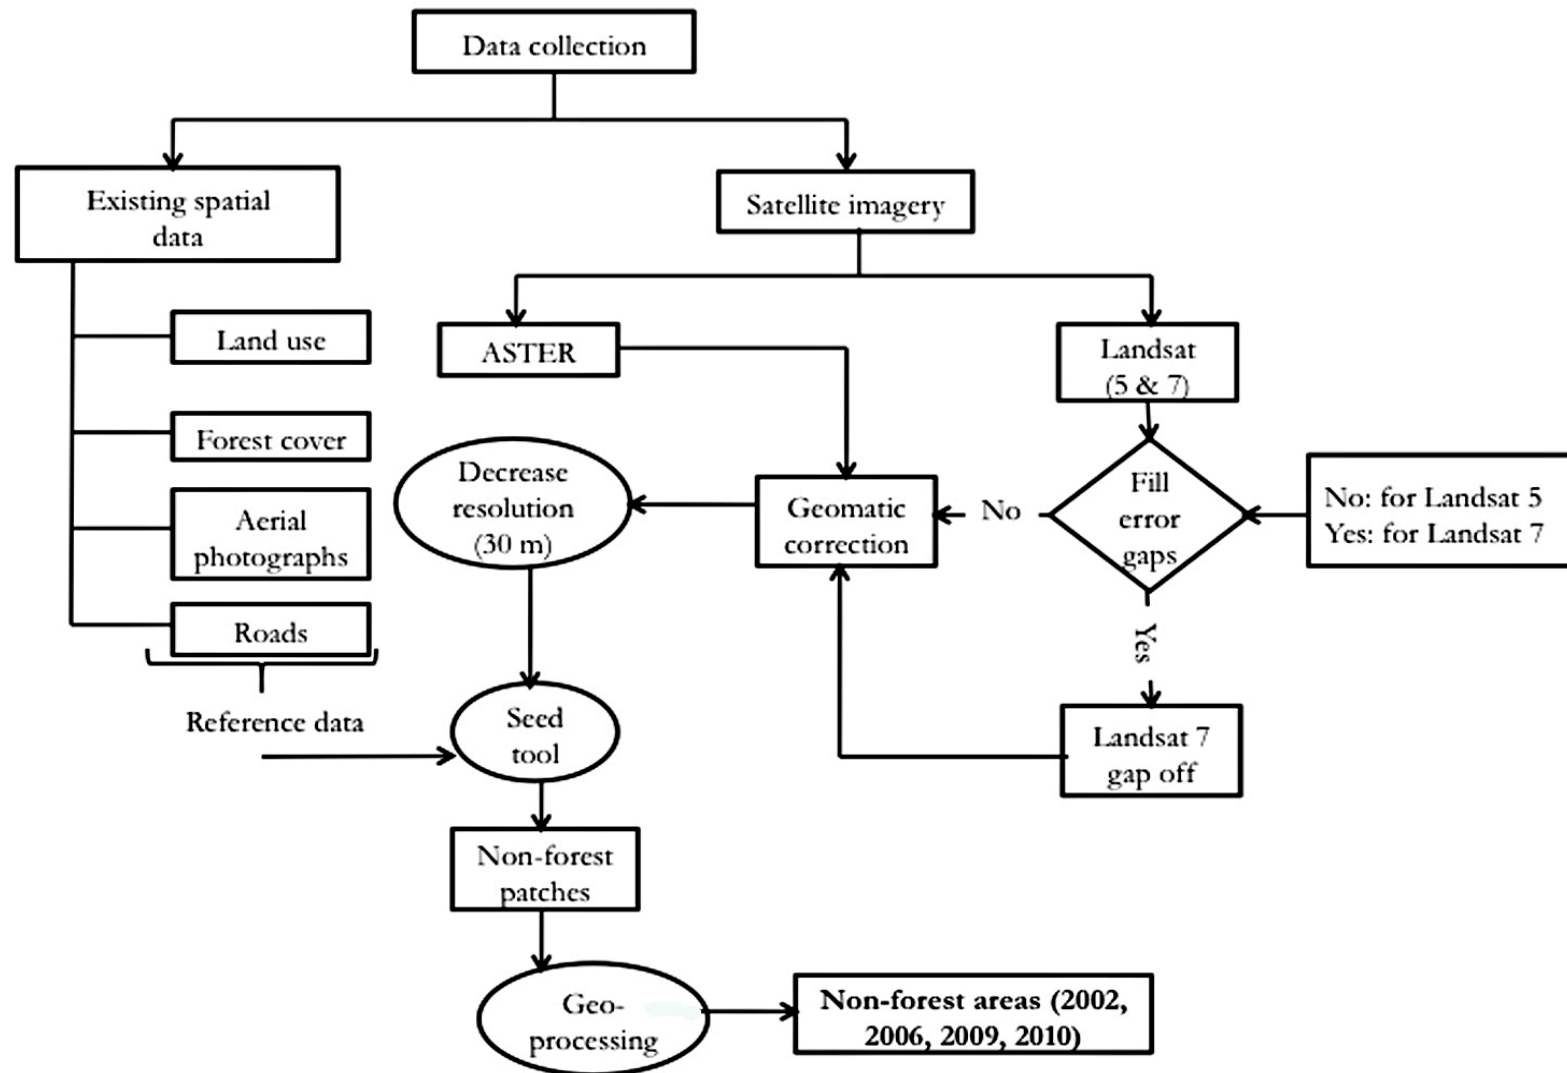 Data collection
Existing spatial
data
Satellite imagery
Land use
ASTER
Landsat
(5 & 7)
Forest cover
Decrease
resolution
(30 m)
Geomatic
correction
No
Fill
error
gaps
No: for Landsat 5
Yes: for Landsat 7
Aerial
photographs
Roads
Yes
Reference data
Seed
tool
Landsat 7
gap off
Non-forest
patches
Geo-
processing
Non-forest areas (2002,
2006, 2009, 2010)